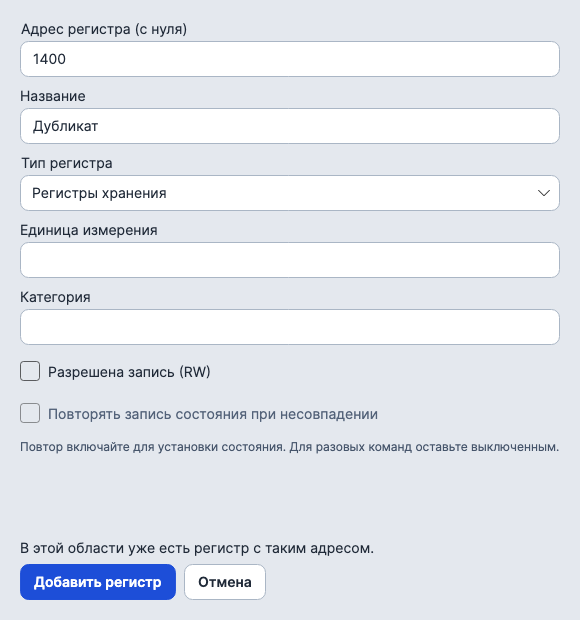 Адрес регистра (с нуля)
1400
Название
Дубликат
Тип регистра
Регистры хранения
Единица измерения
Категория
Разрешена запись (RW)
Повторять запись состояния при несовпадении
Повтор включайте для установки состояния. Для разовых команд оставьте выключенным.
В этой области уже есть регистр с таким адресом.
Добавить регистр
Отмена